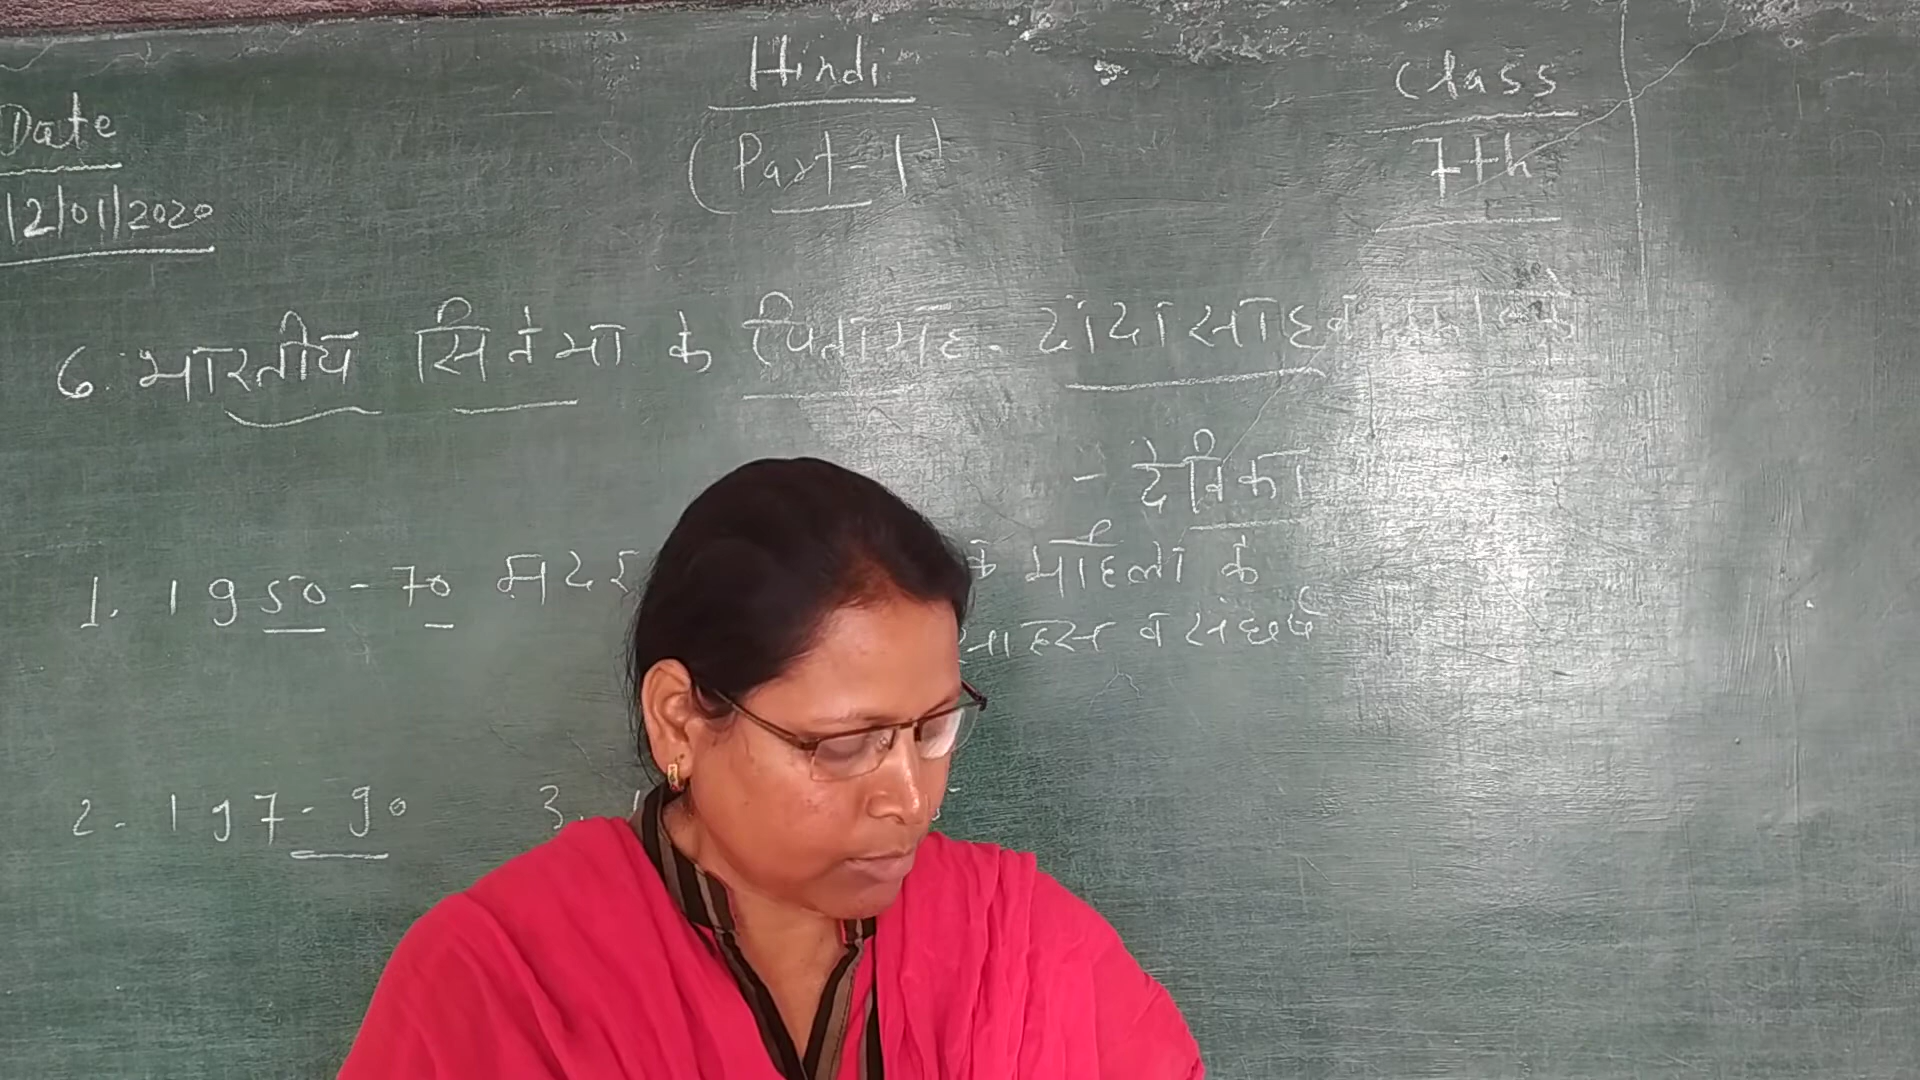 Hindi
Class
Date
(Part-1)
7th
12/01/2020
6. भारतीय सिनेमा के पितामह - दादा साहब फाल्के
- देविका
1. 1950-70 मदर के महिला के
साहस व संघर्ष
2. 197-90 3.